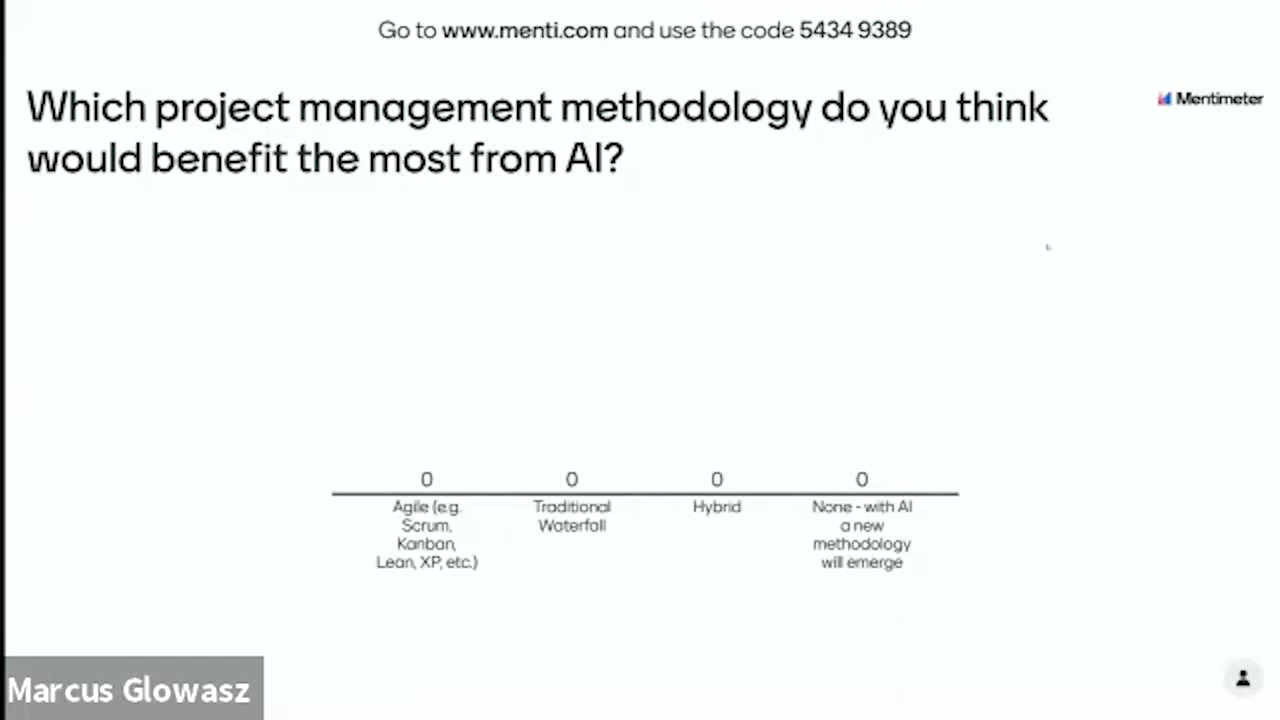 Go to www.menti.com and use the code 5434 9389
Which project management methodology do you think
would benefit the most from AI?
Mentimeter
0
0
0
0
Agile (e.g.
Scrum,
Kanban,
Lean, XP, etc.)
Traditional
Waterfall
Hybrid
None - with AI
a new
methodology
will emerge
Marcus Glowasz